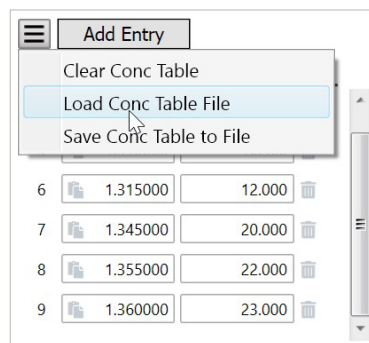 Add Entry
Clear Conc Table
Load Conc Table File
Save Conc Table to File
6 1.315000 12.000
7 1.345000 20.000
8 1.355000 22.000
9 1.360000 23.000